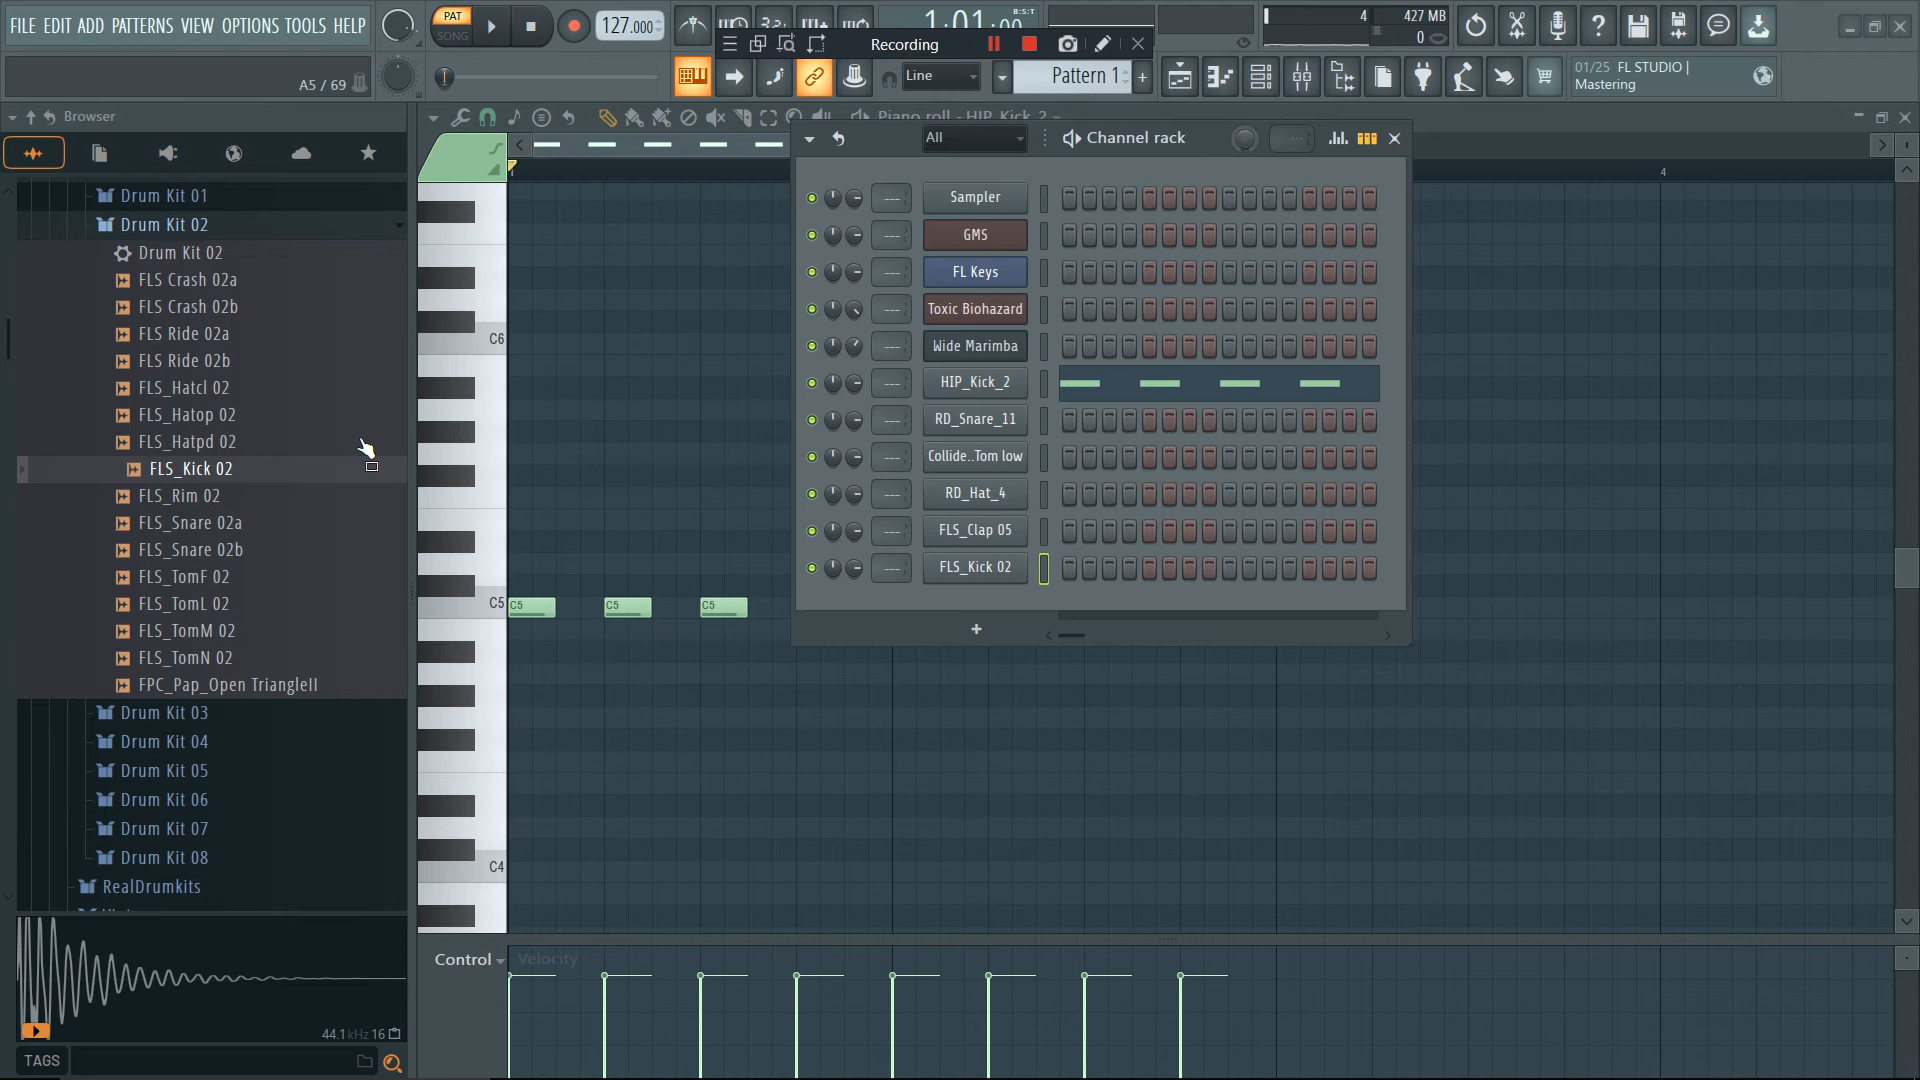 FILE EDIT ADD PATTERNS VIEW OPTIONS TOOLS HELP
PAT
SONG
127.000
1:01:00
B:S:T
4
427 MB
0
Recording
A5 / 69
Line
Pattern 1
+
01/25 FL STUDIO |
Mastering
Browser
Piano roll - HIP_Kick_2
All
Channel rack
4
Drum Kit 01
Drum Kit 02
Drum Kit 02
FLS Crash 02a
FLS Crash 02b
FLS Ride 02a
FLS Ride 02b
FLS_Hatcl 02
FLS_Hatop 02
FLS_Hatpd 02
FLS_Kick 02
FLS_Rim 02
FLS_Snare 02a
FLS_Snare 02b
FLS_TomF 02
FLS_TomL 02
FLS_TomM 02
FLS_TomN 02
FPC_Pap_Open Trianglell
Drum Kit 03
Drum Kit 04
Drum Kit 05
Drum Kit 06
Drum Kit 07
Drum Kit 08
RealDrumkits
44.1kHz 16
TAGS
Sampler
GMS
FL Keys
Toxic Biohazard
Wide Marimba
HIP_Kick_2
RD_Snare_11
Collide..Tom low
RD_Hat_4
FLS_Clap 05
FLS_Kick 02
+
C6
C5
C5
C5
C5
C4
Control
Velocity